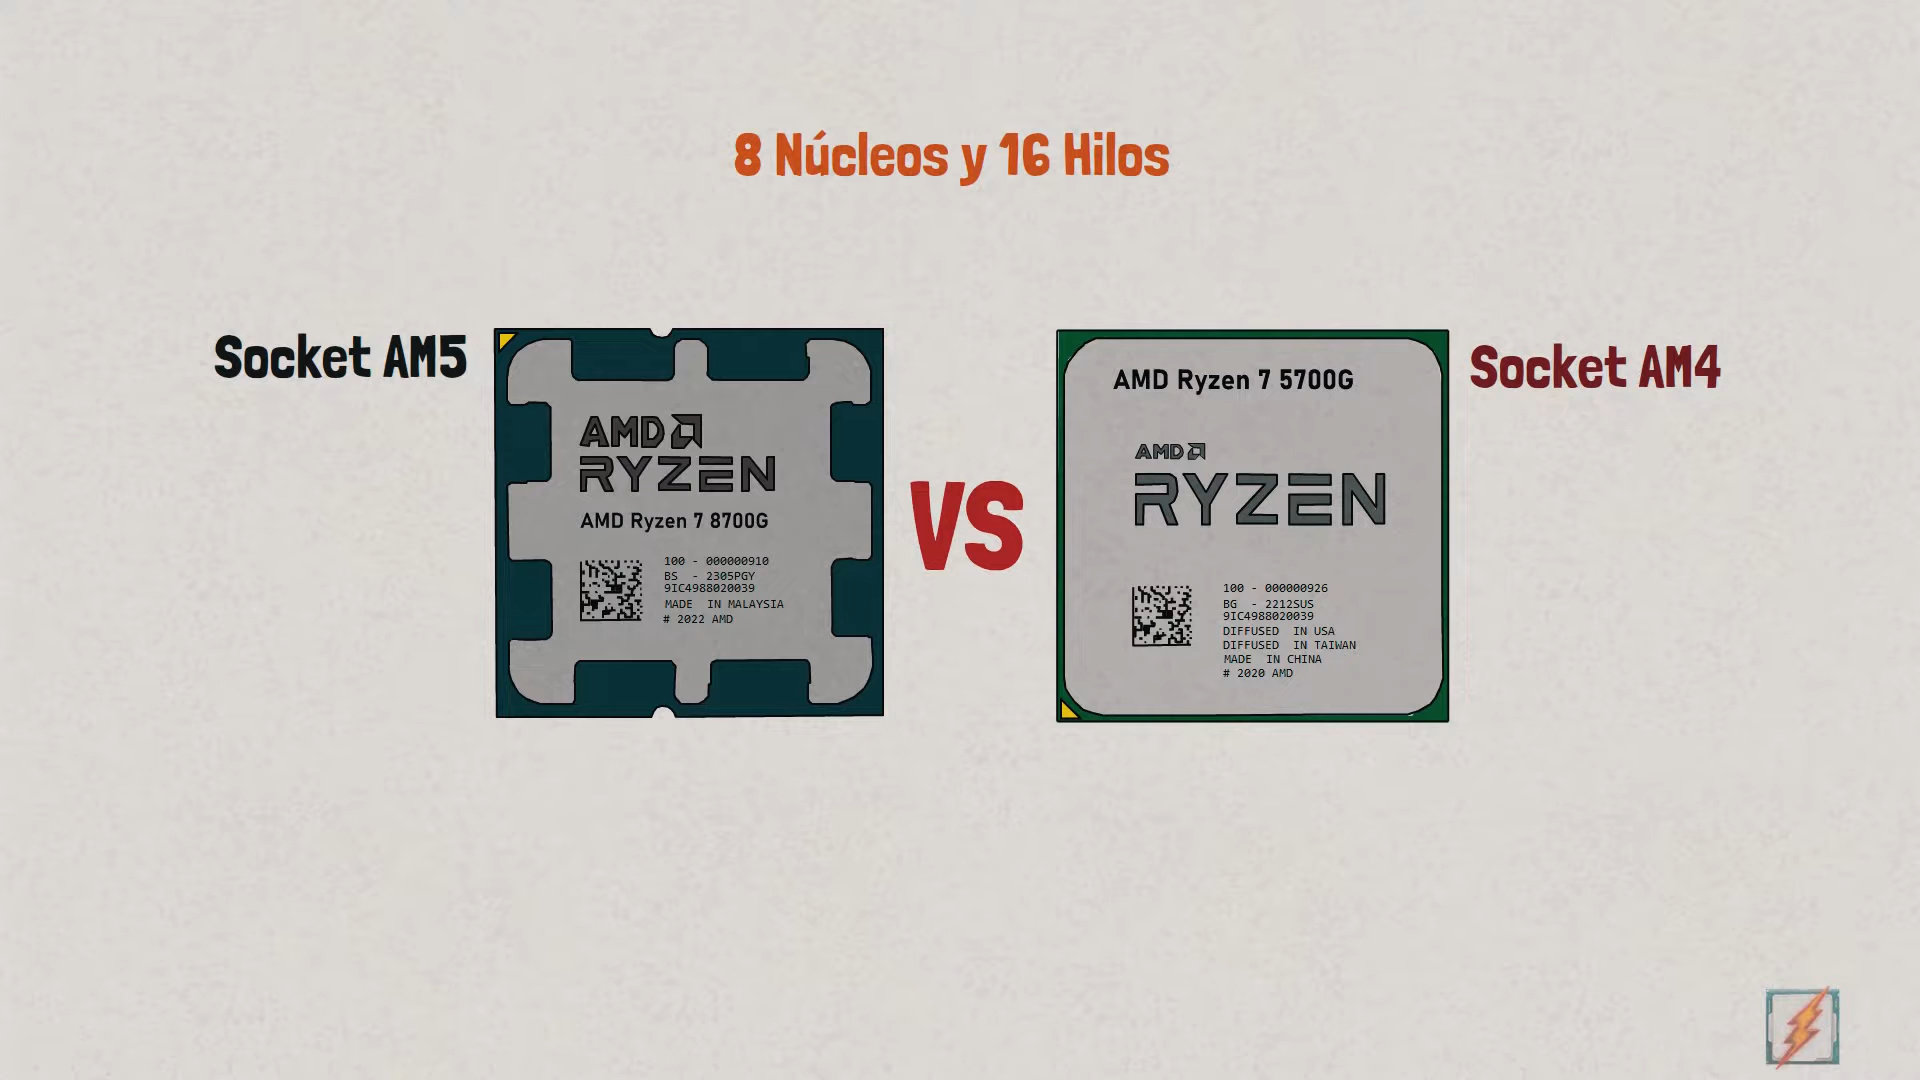 8 Núcleos y 16 Hilos
Socket AM5
AMD
RYZEN
AMD Ryzen 7 8700G
100 - 000000910
BS - 2305PGY
9IC4988020039
MADE IN MALAYSIA
# 2022 AMD
VS
AMD Ryzen 7 5700G
AMD
RYZEN
100 - 000000926
BG - 2212SUS
9IC4988020039
DIFFUSED IN USA
DIFFUSED IN TAIWAN
MADE IN CHINA
# 2020 AMD
Socket AM4